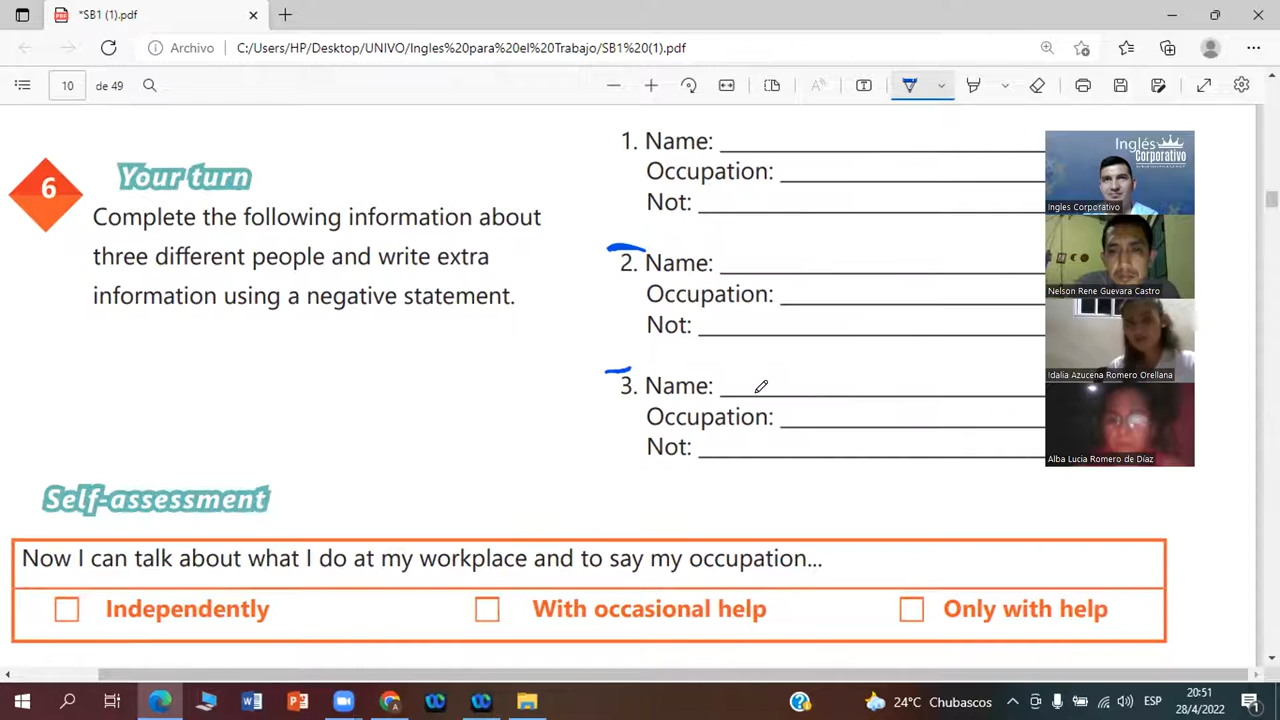 *SB1 (1).pdf
Archivo
C:/Users/HP/Desktop/UNIVO/Ingles%20para%20el%20Trabajo/SB1%20(1).pdf
10
de 49
6
Your turn
Complete the following information about
three different people and write extra
information using a negative statement.
1. Name:
Occupation:
Not:
2. Name:
Occupation:
Not:
3. Name:
Occupation:
Not:
Inglés
Corporativo
Ingles Corporativo
Nelson Rene Guevara Castro
Idalia Azucena Romero Orellana
Alba Lucia Romero de Díaz
Self-assessment
Now I can talk about what I do at my workplace and to say my occupation...
Independently
With occasional help
Only with help
24°C Chubascos
ESP
20:51
28/4/2022